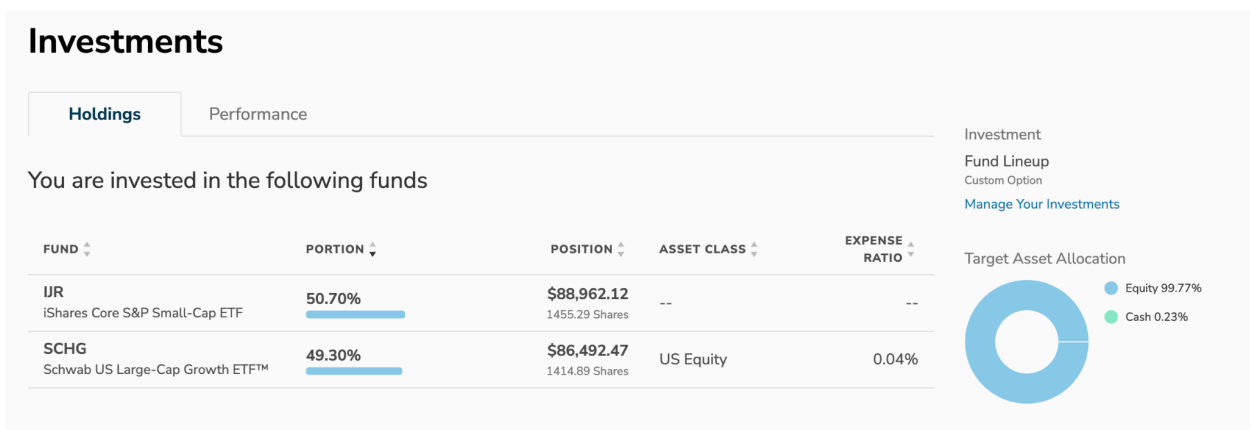 Investments
Holdings
Performance
You are invested in the following funds
FUND
PORTION
POSITION
ASSET CLASS
EXPENSE
RATIO
IJR
iShares Core S&P Small-Cap ETF
50.70%
$88,962.12
1455.29 Shares
--
--
SCHG
Schwab US Large-Cap Growth ETF™
49.30%
$86,492.47
1414.89 Shares
US Equity
0.04%
Investment
Fund Lineup
Custom Option
Manage Your Investments
Target Asset Allocation
Equity 99.77%
Cash 0.23%